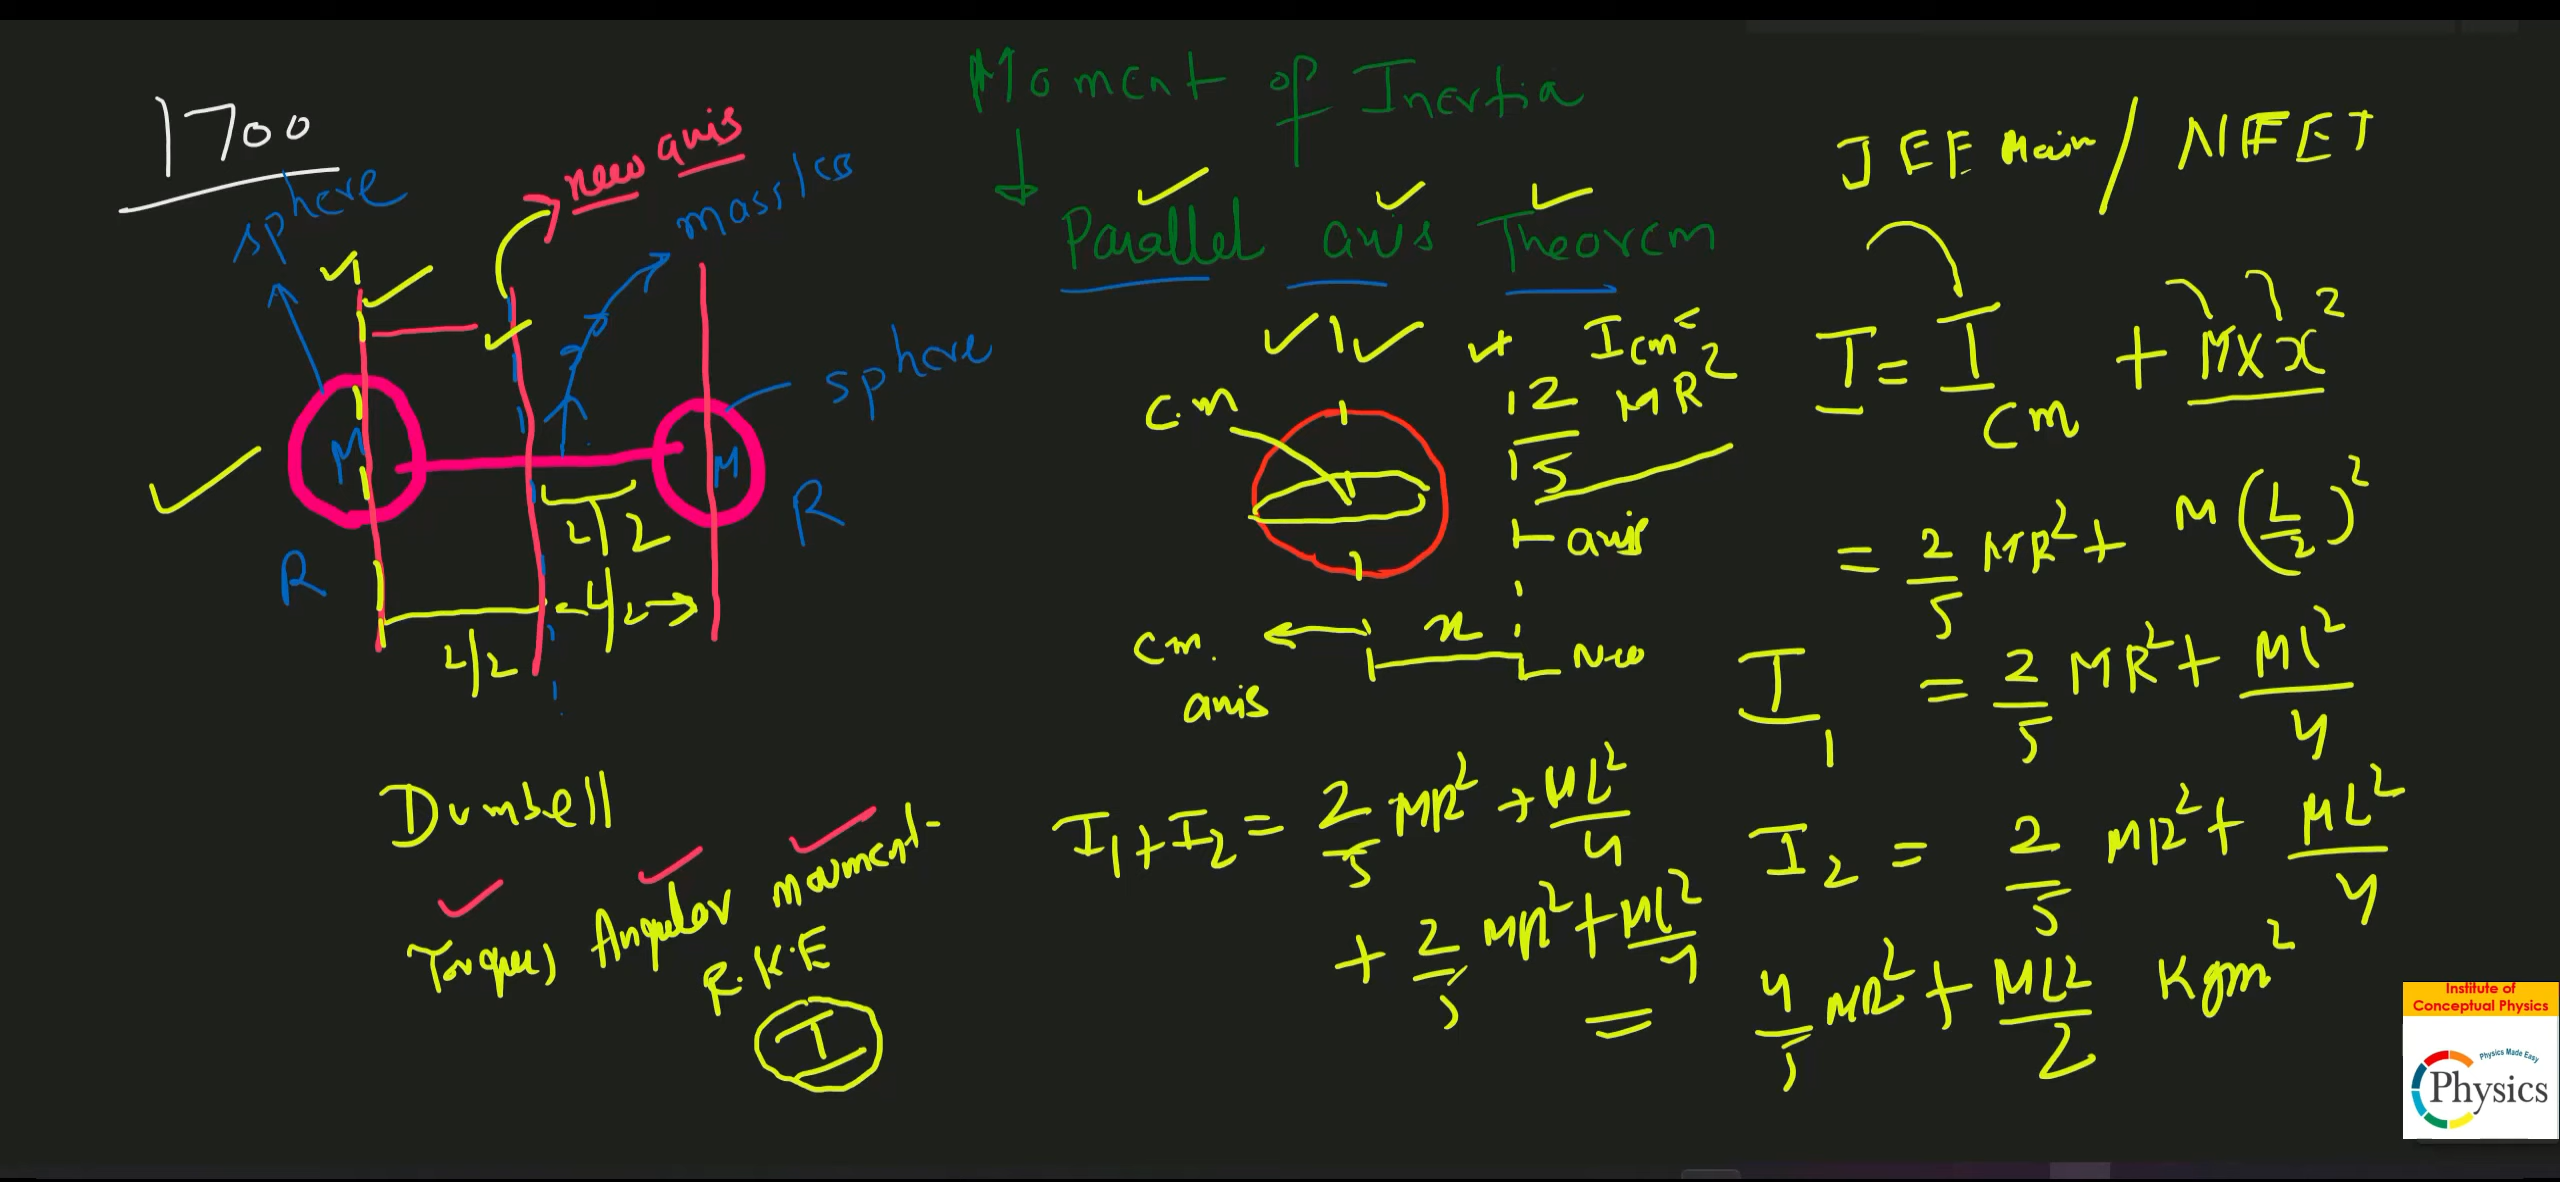 1700
Moment of Inertia
Parallel axis Theorem
JEE Main / NEET
new axis
massless
sphere
sphere
M
M
R
R
L/2
L/2
L/2
Icm =
2/5 MR²
C.m
axis
cm. axis
x
New
I = Icm + M x x²
= 2/5 MR² + M (L/2)²
I1 = 2/5 MR² + ML²/4
I2 = 2/5 MR² + ML²/4
I1 + I2 = 2/5 MR² + ML²/4
+ 2/5 MR² + ML²/4
= 4/5 MR² + ML²/2 Kgm²
Dumbell
Torque, Angular
R.K.E
I
Institute of
Conceptual Physics
Physics Made Easy
Physics